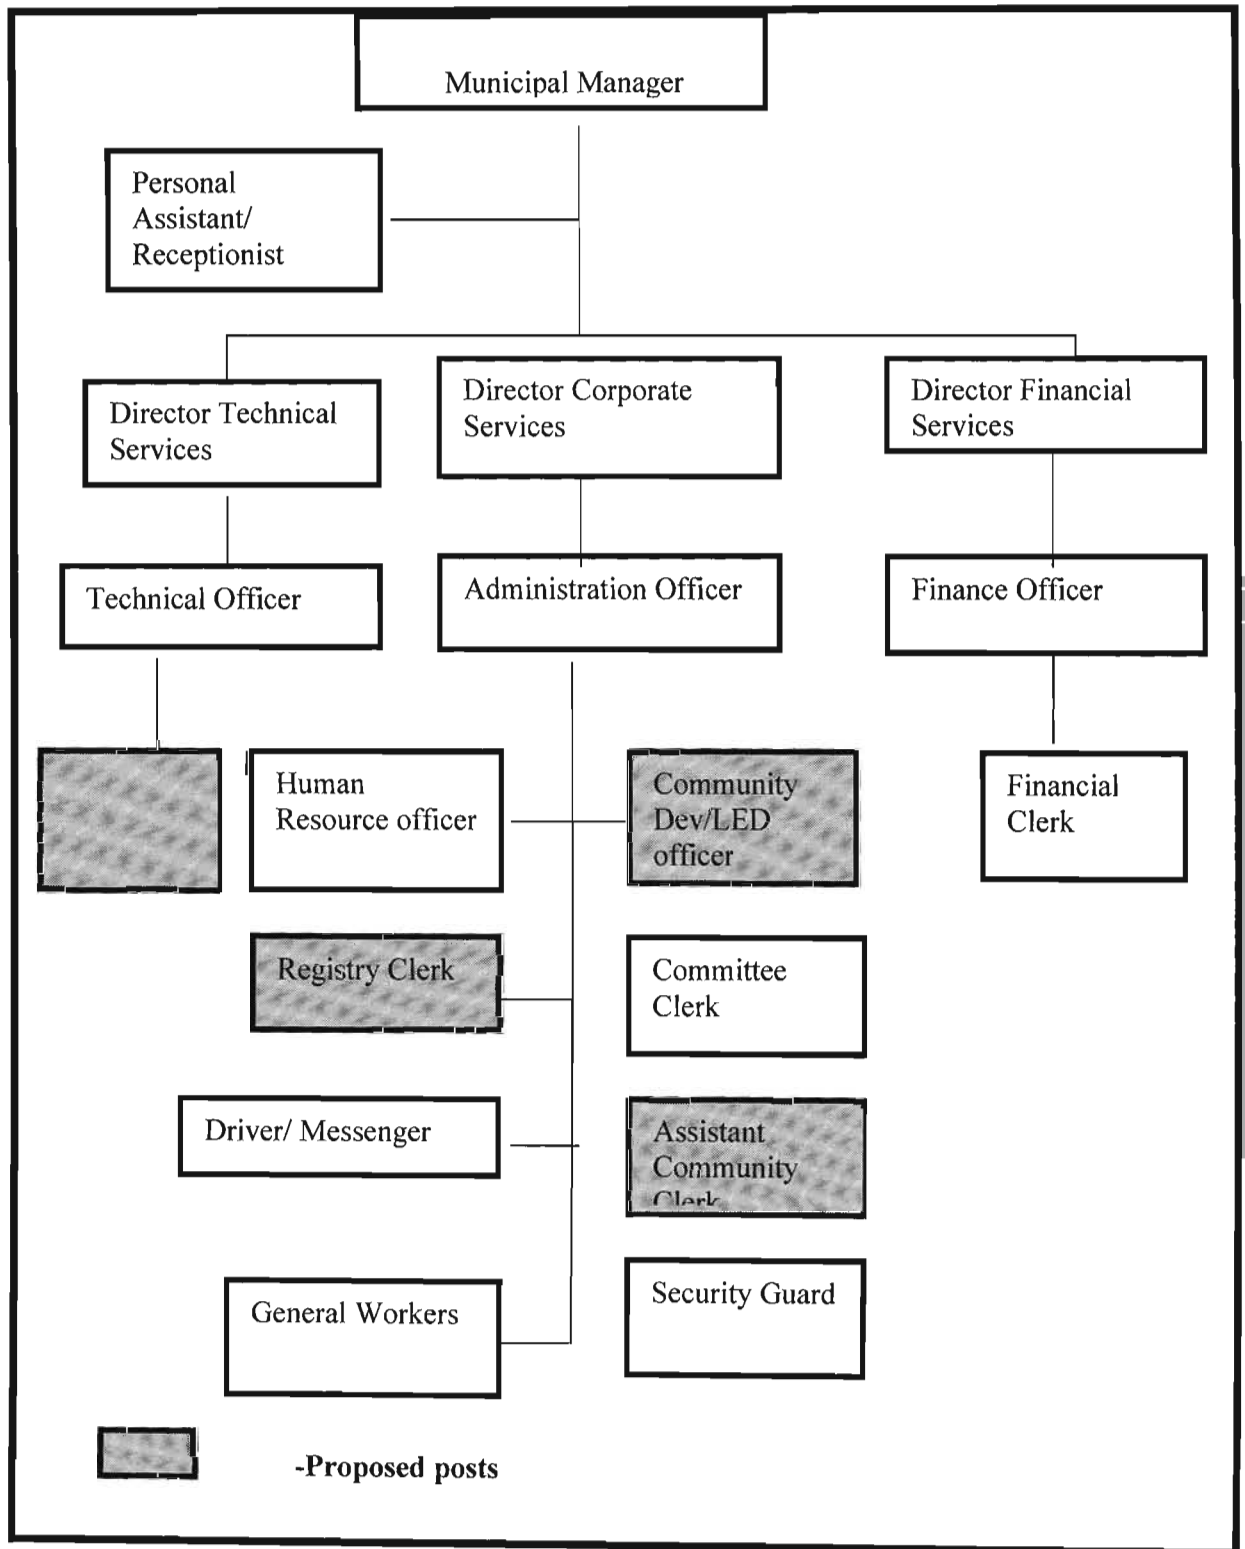 Municipal Manager
Personal
Assistant/
Receptionist
Director Technical
Services
Director Corporate
Services
Director Financial
Services
Technical Officer
Administration Officer
Finance Officer
Human
Resource officer
Community
Dev/LED
officer
Financial
Clerk
Registry Clerk
Committee
Clerk
Driver/ Messenger
Assistant
Community
Clerk
General Workers
Security Guard
-Proposed posts